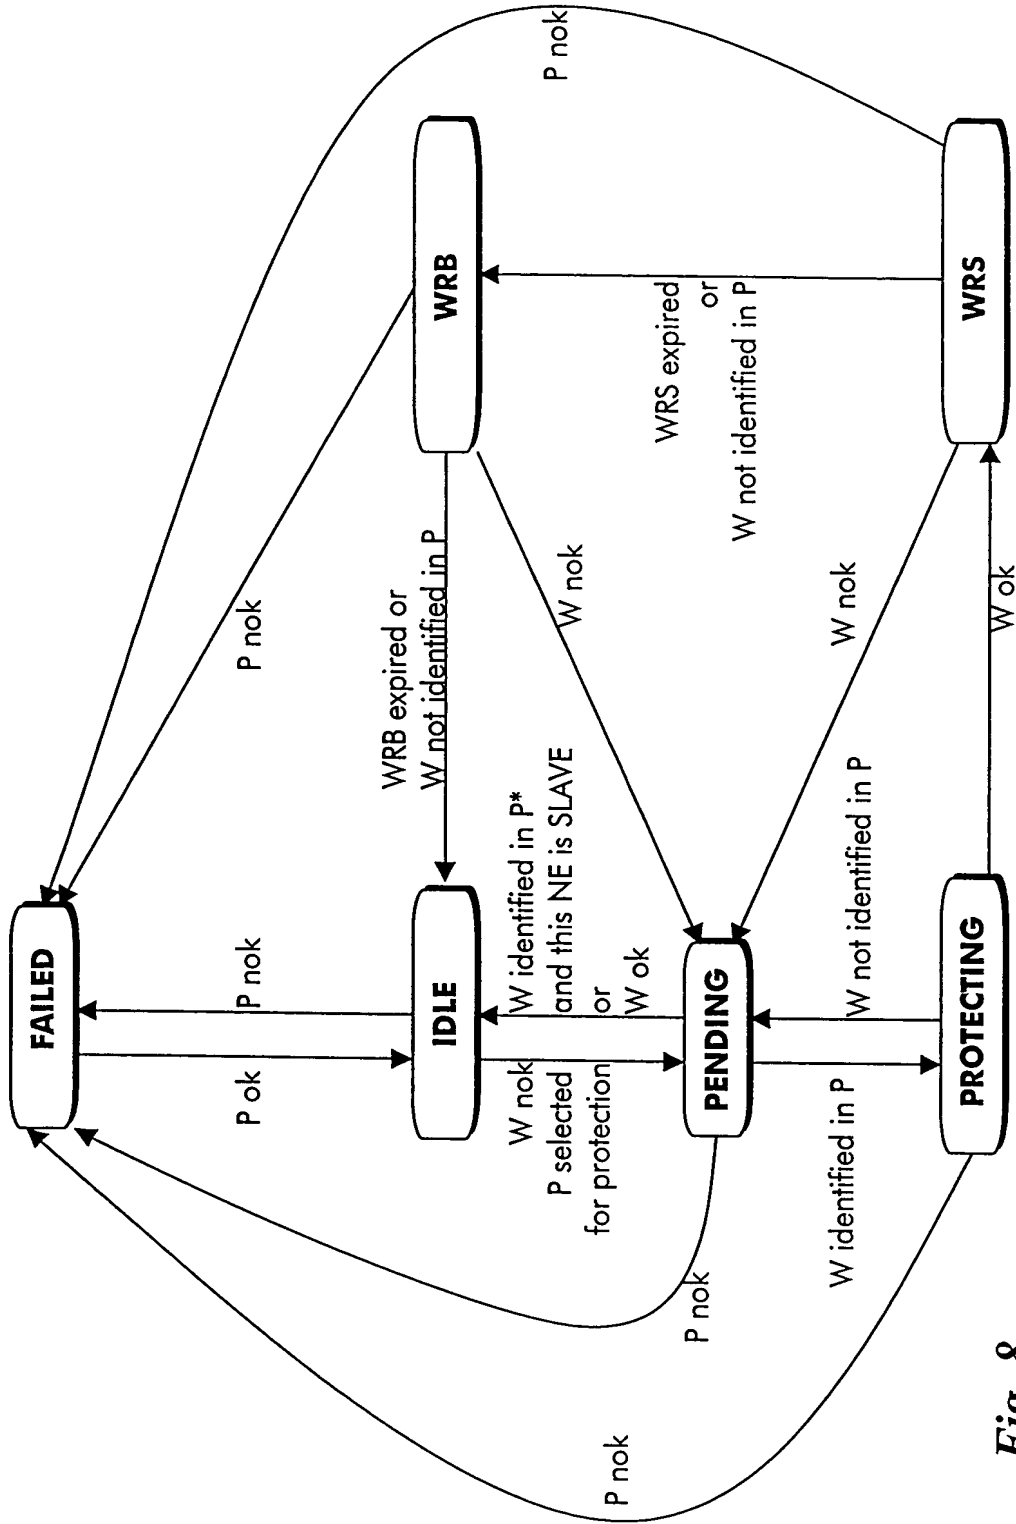 FAILED
P ok
P nok
P nok
P nok
WRB expired or
W not identified in P
IDLE
WRB
W nok
P selected
for protection
W identified in P*
and this NE is SLAVE
or
W ok
W nok
P nok
P nok
WRS expired
or
W not identified in P
PENDING
W identified in P
W not identified in P
W nok
PROTECTING
WRS
W ok
Fig. 8